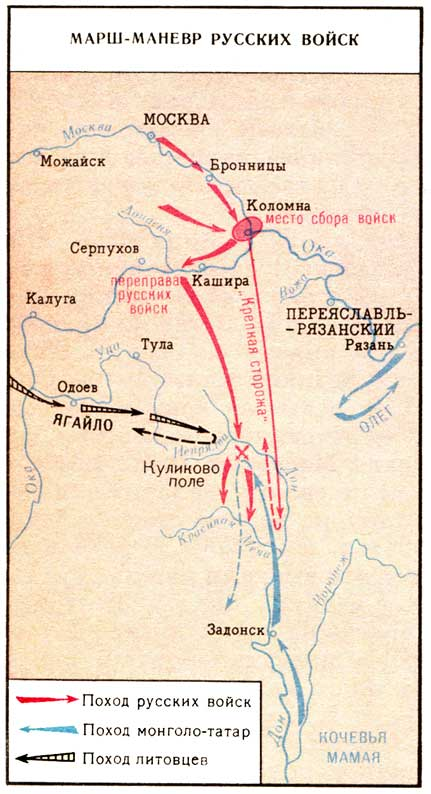 МАРШ-МАНЕВР РУССКИХ ВОЙСК
Москва
МОСКВА
Можайск
Бронницы
Коломна
место сбора войск
Лопасня
Ока
Серпухов
Кашира
переправа
русских
войск
Вожа
Калуга
"Крепкая сторожа"
ПЕРЕЯСЛАВЛЬ-
-РЯЗАНСКИЙ
Рязань
Упа
Тула
Одоев
ЯГАЙЛО
ОЛЕГ
Непрядва
Куликово
поле
Дон
Ока
Красивая Меча
Воронеж
Задонск
Дон
КОЧЕВЬЯ
МАМАЯ
Поход русских войск
Поход монголо-татар
Поход литовцев